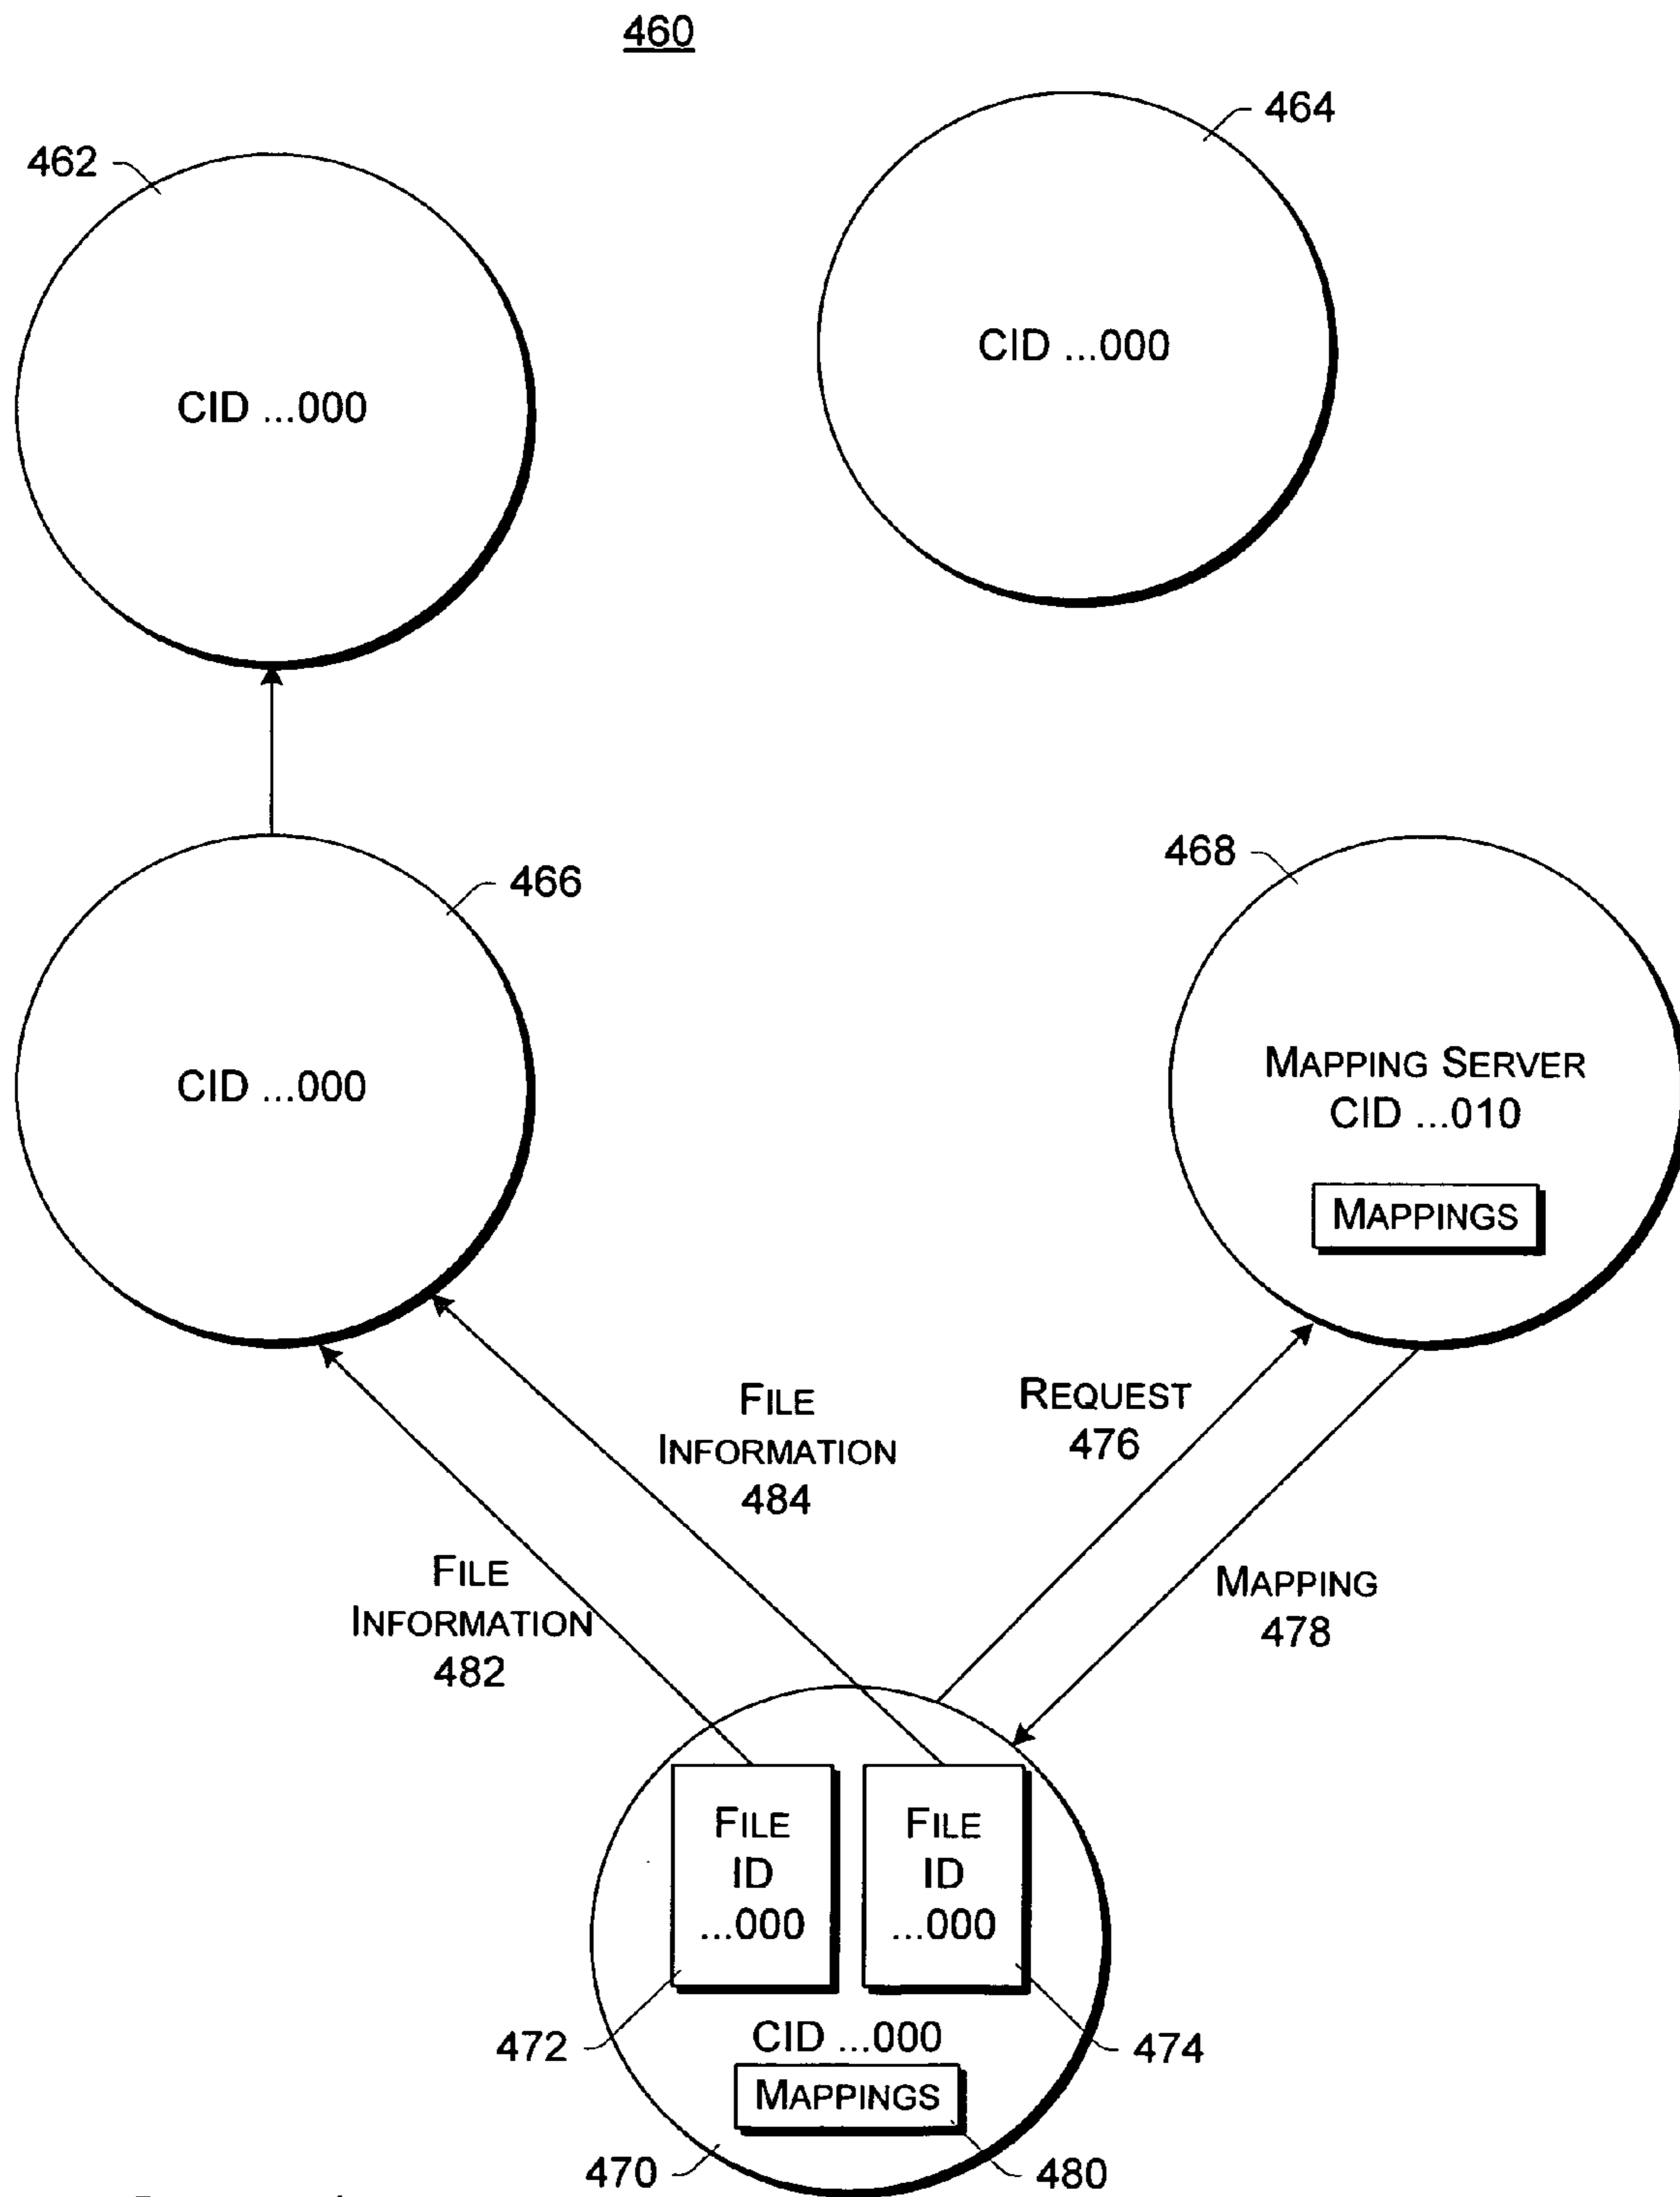 460
464
462
CID ...000
CID ...000
468
466
MAPPING SERVER
CID ...010
CID ...000
MAPPINGS
FILE
INFORMATION
484
REQUEST
476
FILE
INFORMATION
482
MAPPING
478
FILE
ID
...000
FILE
ID
...000
472
CID ...000
474
MAPPINGS
470
480